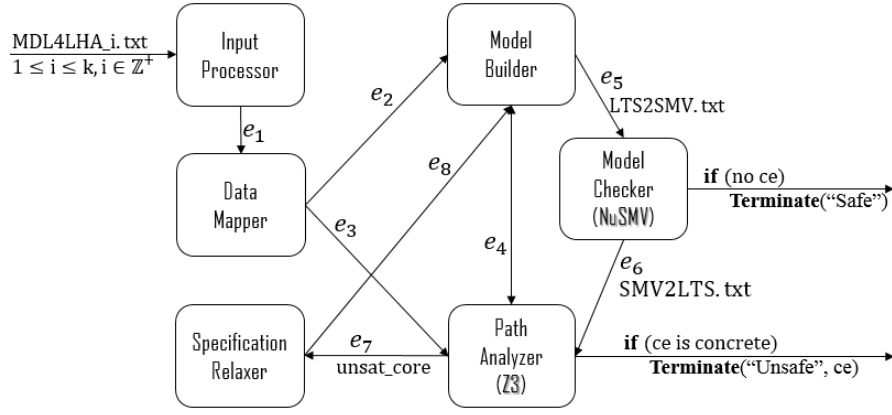 MDL4LHA_i.txt
1 ≤ i ≤ k, i ∈ ℤ⁺
Input
Processor
Model
Builder
e₁
e₂
e₅
LTS2SMV.txt
Data
Mapper
e₈
e₃
e₄
Model
Checker
(NuSMV)
if (no ce)
Terminate(“Safe”)
e₆
SMV2LTS.txt
Specification
Relaxer
e₇
unsat_core
Path
Analyzer
(Z3)
if (ce is concrete)
Terminate(“Unsafe”, ce)